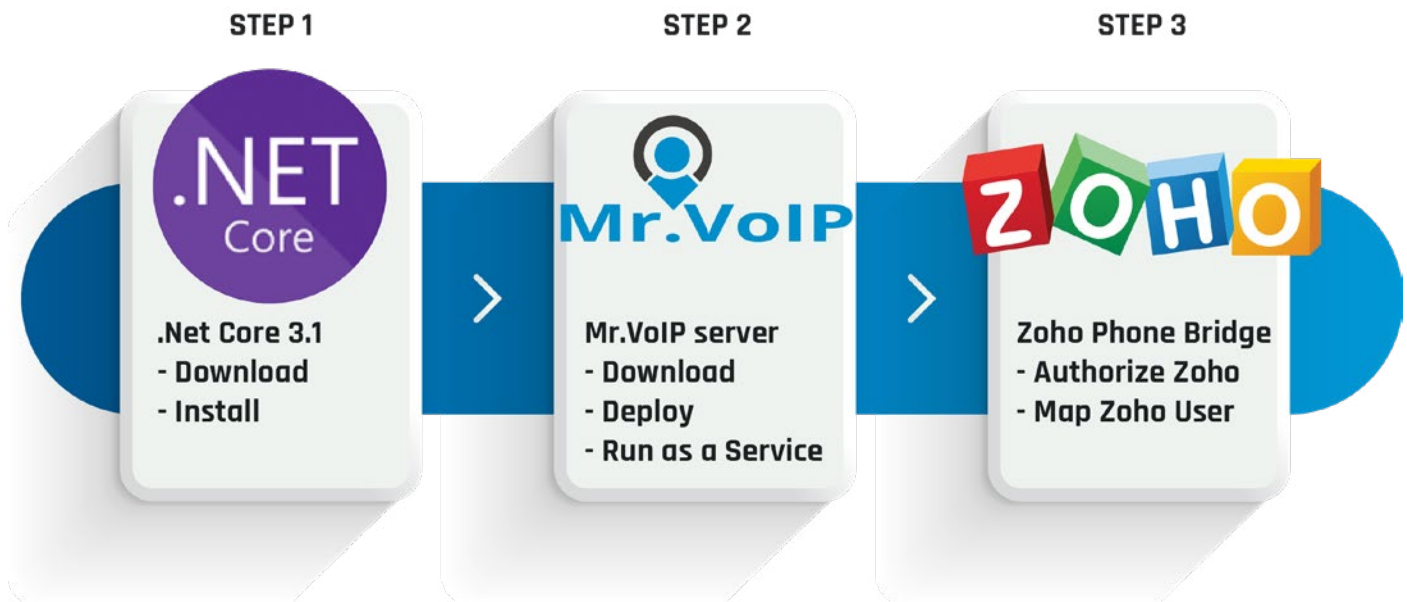 STEP 1
STEP 2
STEP 3
.NET
Core
Mr.VoIP
ZOHO
.Net Core 3.1
- Download
- Install
Mr.VoIP server
- Download
- Deploy
- Run as a Service
Zoho Phone Bridge
- Authorize Zoho
- Map Zoho User